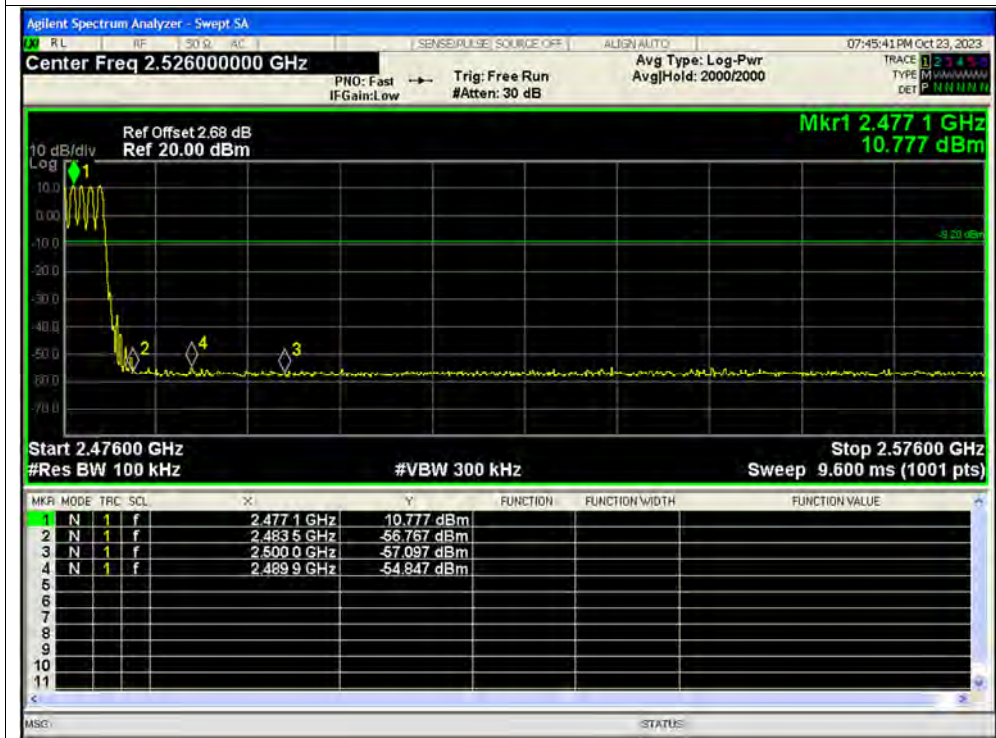 Agilent Spectrum Analyzer - Swept SA
RL RF 50 Ω AC SENSE:PULSE SOURCE OFF ALIGN AUTO 07:45:41 PM Oct 23, 2023
Center Freq 2.526000000 GHz
PNO: Fast
IFGain:Low
Trig: Free Run
#Atten: 30 dB
Avg Type: Log-Pwr
Avg|Hold: 2000/2000
TRACE 1 2 3 4 5 6
TYPE M
DET P N N N N N
Mkr1 2.477 1 GHz
10.777 dBm
Ref Offset 2.68 dB
Ref 20.00 dBm
10 dB/div
Log
1
10.0
0.00
-9.20 dBm
-10.0
-20.0
-30.0
-40.0
2 4 3
-50.0
-60.0
-70.0
Start 2.47600 GHz Stop 2.57600 GHz
#Res BW 100 kHz #VBW 300 kHz Sweep 9.600 ms (1001 pts)
MKR MODE TRC SCL X Y FUNCTION FUNCTION WIDTH FUNCTION VALUE
1 N 1 f 2.477 1 GHz 10.777 dBm
2 N 1 f 2.483 5 GHz -56.767 dBm
3 N 1 f 2.500 0 GHz -57.097 dBm
4 N 1 f 2.489 9 GHz -54.847 dBm
5
6
7
8
9
10
11
MSG STATUS